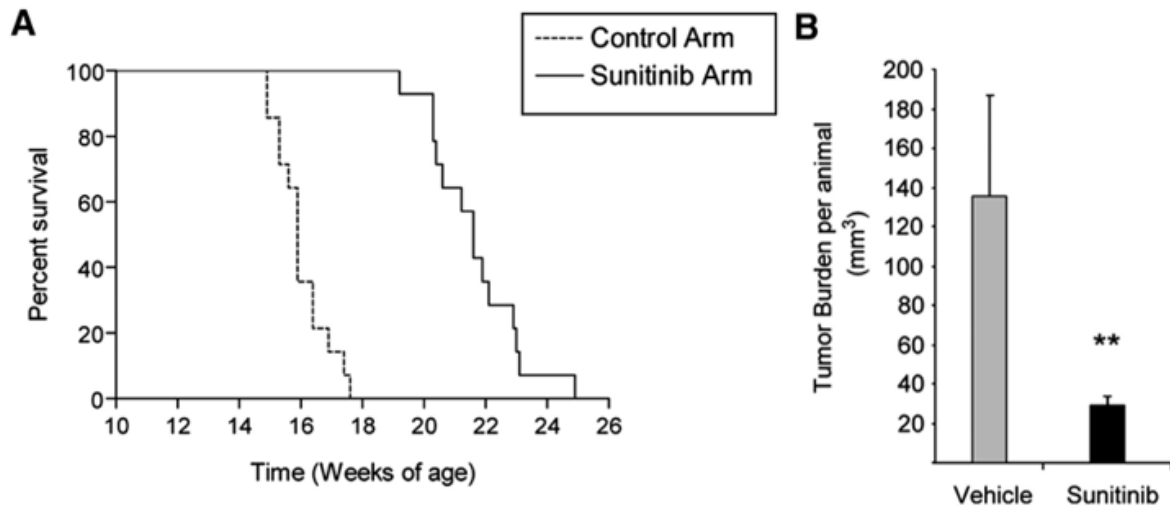 A
Control Arm
Sunitinib Arm
Percent survival
100
80
60
40
20
0
10
12
14
16
18
20
22
24
26
Time (Weeks of age)
B
Tumor Burden per animal
(mm³)
200
180
160
140
120
100
80
60
40
20
**
Vehicle
Sunitinib